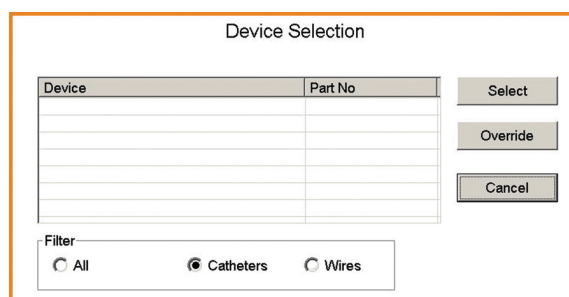 Device Selection
Device Part No
Select
Override
Cancel
Filter
All Catheters Wires